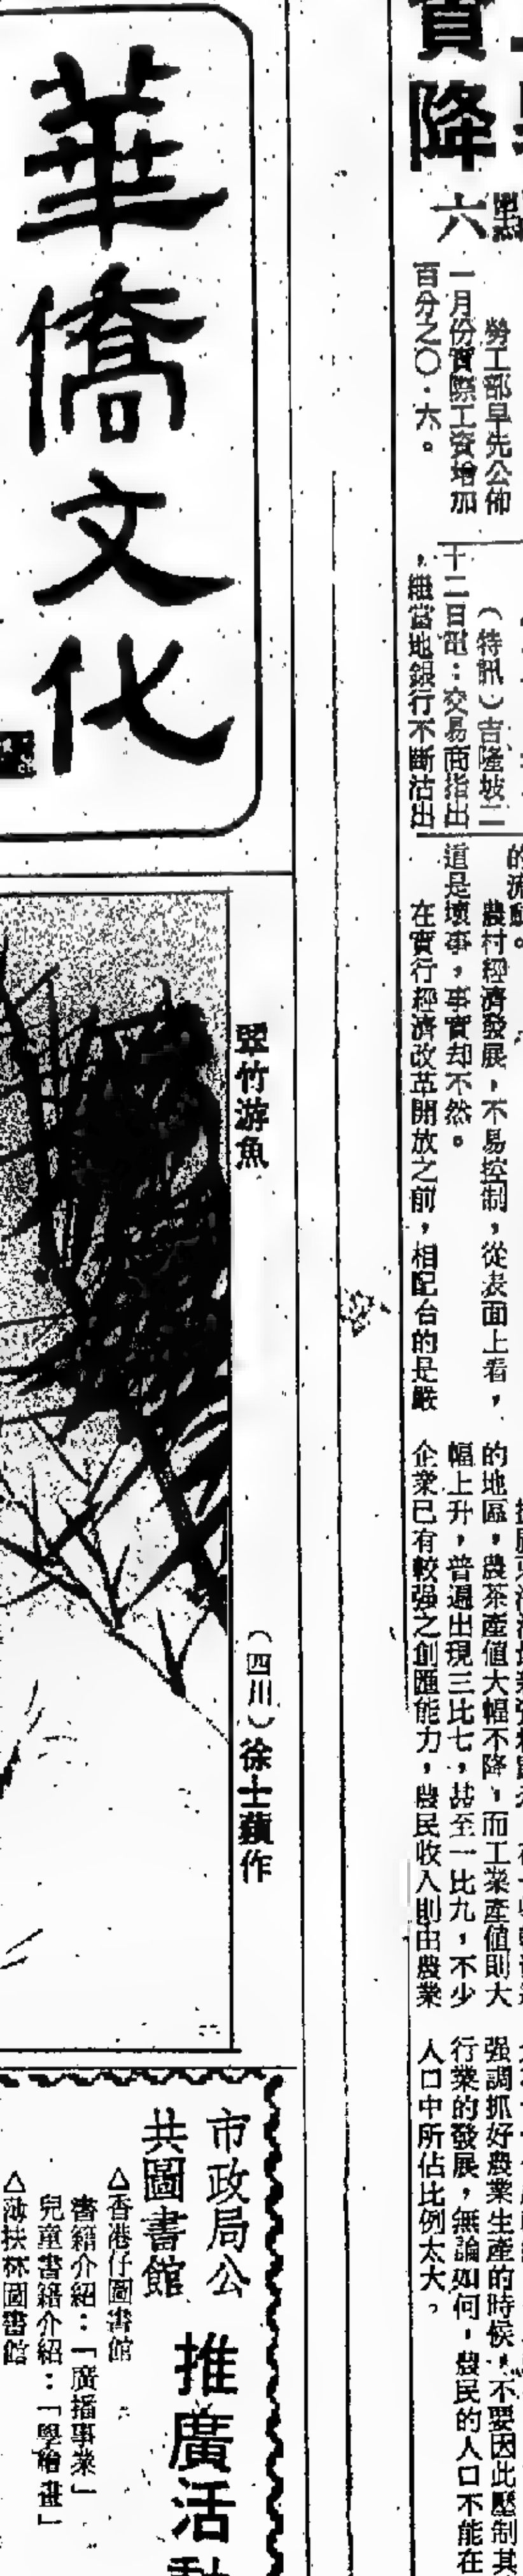 華僑文化
降
六點
勞工部早先公佈
一月份實際工資增加
百分之〇·六。
（特訊）吉隆坡二
十二日電：交易商指出
，繼當地銀行不斷沽出
農村經濟發展，不易控制，從表面上看，
這是壞事，事實却不然。
在實行經濟改革開放之前，相配合的是嚴
的地區，農茶產值大幅下降，而工業產值則大
幅上升，普遍出現三比七，甚至一比九，不少
企業已有較强之創匯能力，農民收入則由農業
强調抓好農業生產的時候，不要因此壓制其
行業的發展，無論如何，農民的人口不能在
人口中所佔比例太大。
翠竹游魚
（四川）徐士蘋作
市政局公
共圖書館
推廣活動
△香港仔圖書館
書籍介紹：「廣播事業」
兒童書籍介紹：「學繪畫」
△薄扶林圖書館